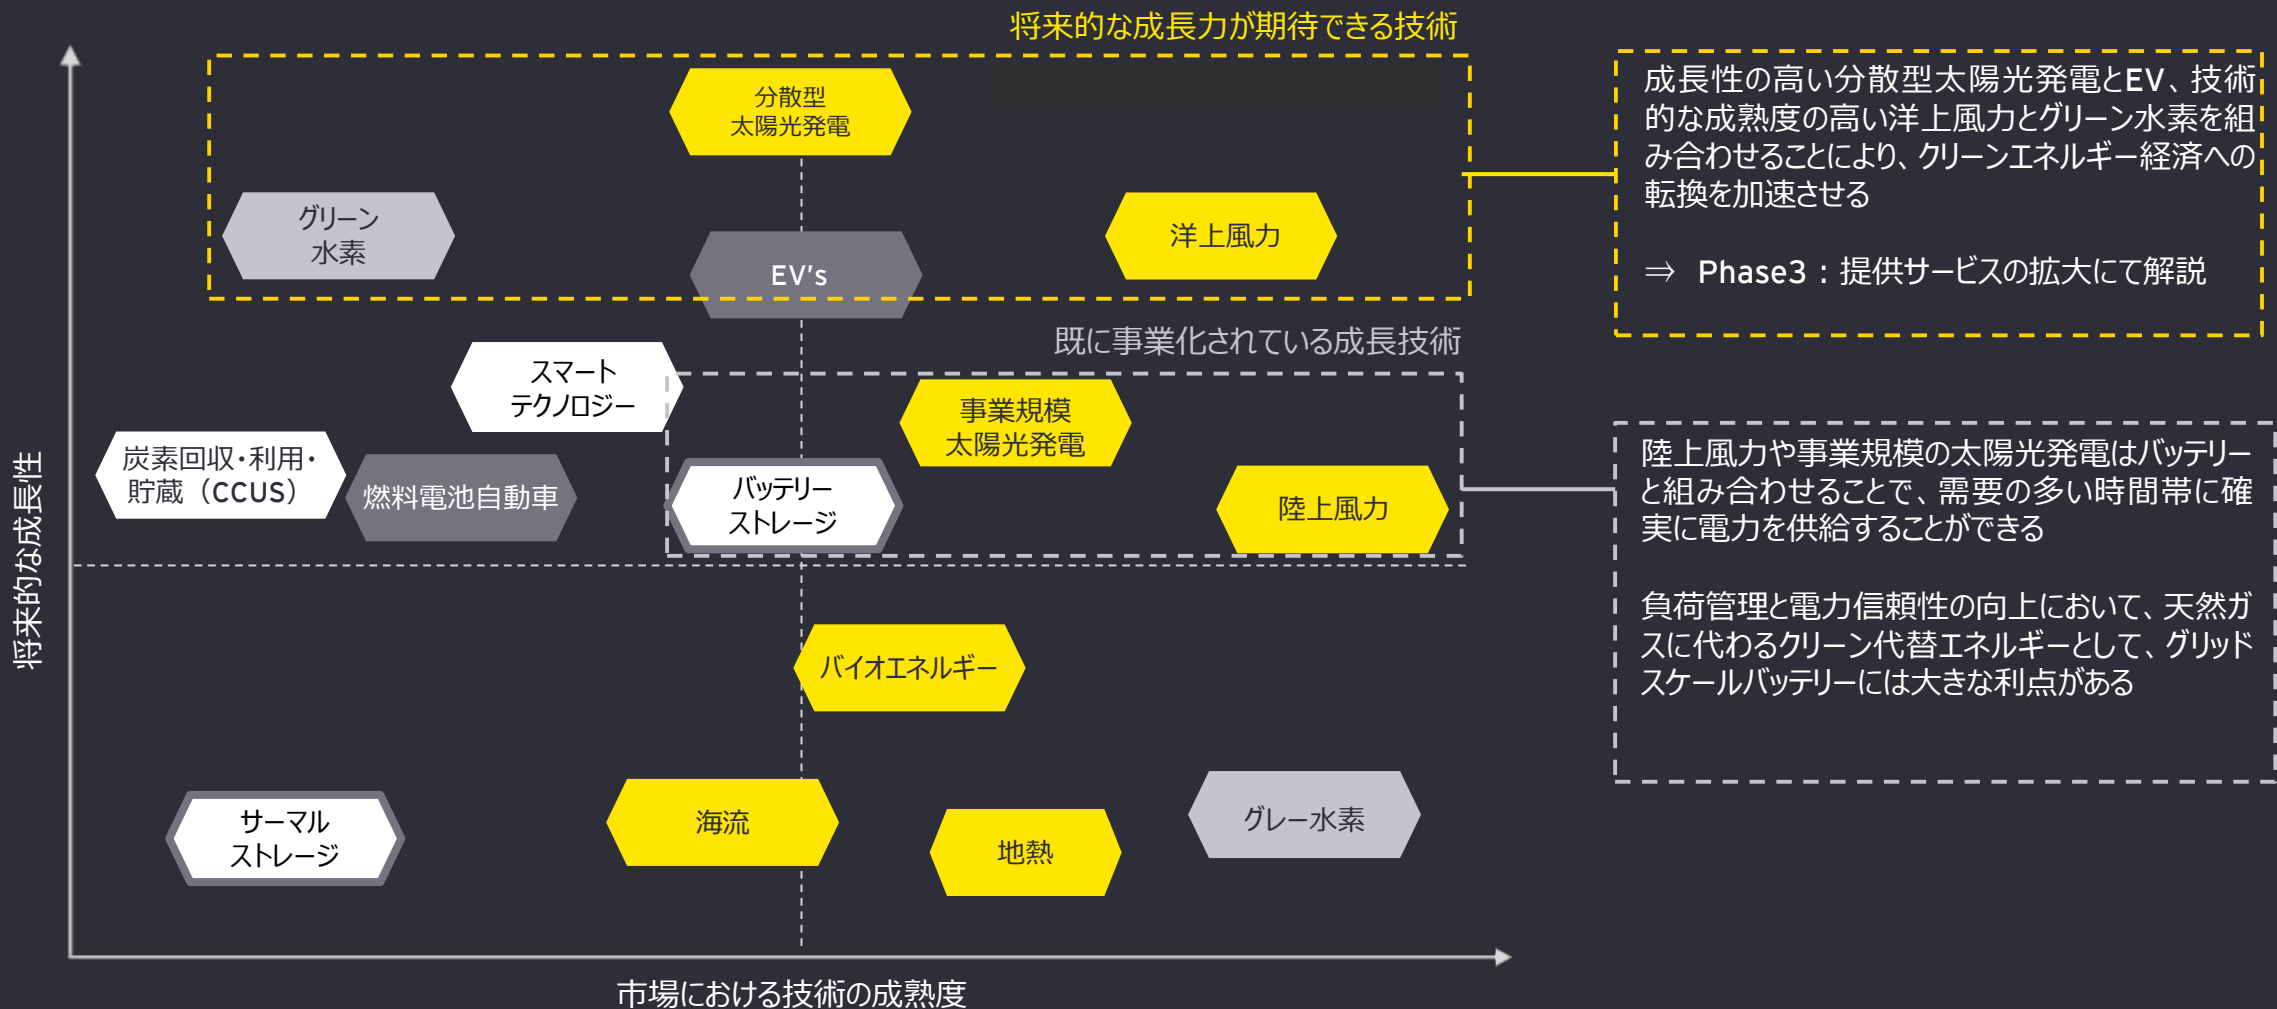 将来的な成長力が期待できる技術
分散型
太陽光発電
グリーン
水素
EV's
洋上風力
成長性の高い分散型太陽光発電とEV、技術
的な成熟度の高い洋上風力とグリーン水素を組
み合わせることにより、クリーンエネルギー経済への
転換を加速させる
⇒ Phase3：提供サービスの拡大にて解説
既に事業化されている成長技術
スマート
テクノロジー
事業規模
太陽光発電
炭素回収・利用・
貯蔵（CCUS）
燃料電池自動車
バッテリー
ストレージ
陸上風力
陸上風力や事業規模の太陽光発電はバッテリー
と組み合わせることで、需要の多い時間帯に確
実に電力を供給することができる
負荷管理と電力信頼性の向上において、天然ガ
スに代わるクリーン代替エネルギーとして、グリッド
スケールバッテリーには大きな利点がある
将来的な成長性
バイオエネルギー
サーマル
ストレージ
海流
地熱
グレー水素
市場における技術の成熟度